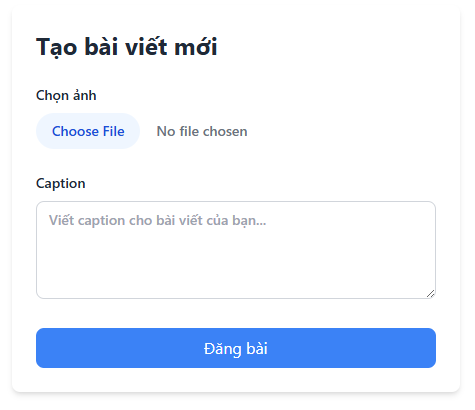 Tạo bài viết mới
Chọn ảnh
Choose File No file chosen
Caption
Viết caption cho bài viết của bạn...
Đăng bài